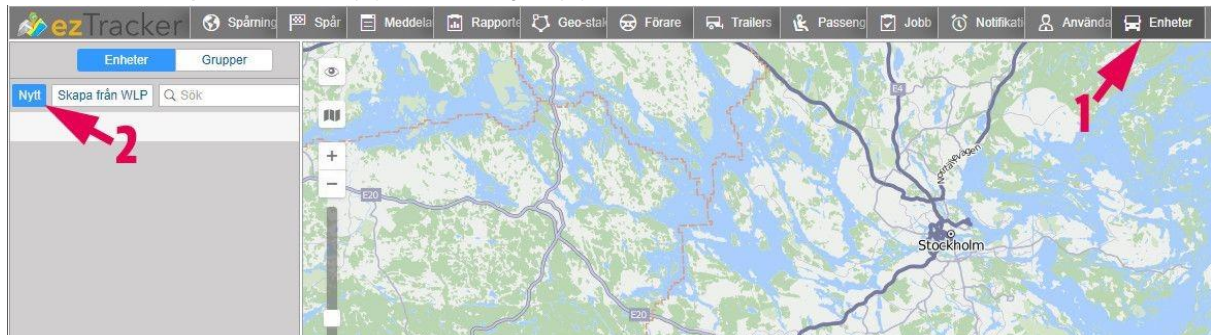 ezTracker Spårning Spår Meddela Rapporte Geo-stak Förare Trailers Passeng Jobb Notifikati Använda Enheter
Enheter Grupper
Nytt Skapa från WLP Sök
1
2
E4
Norrtäljevägen
E20
Stockholm
E20